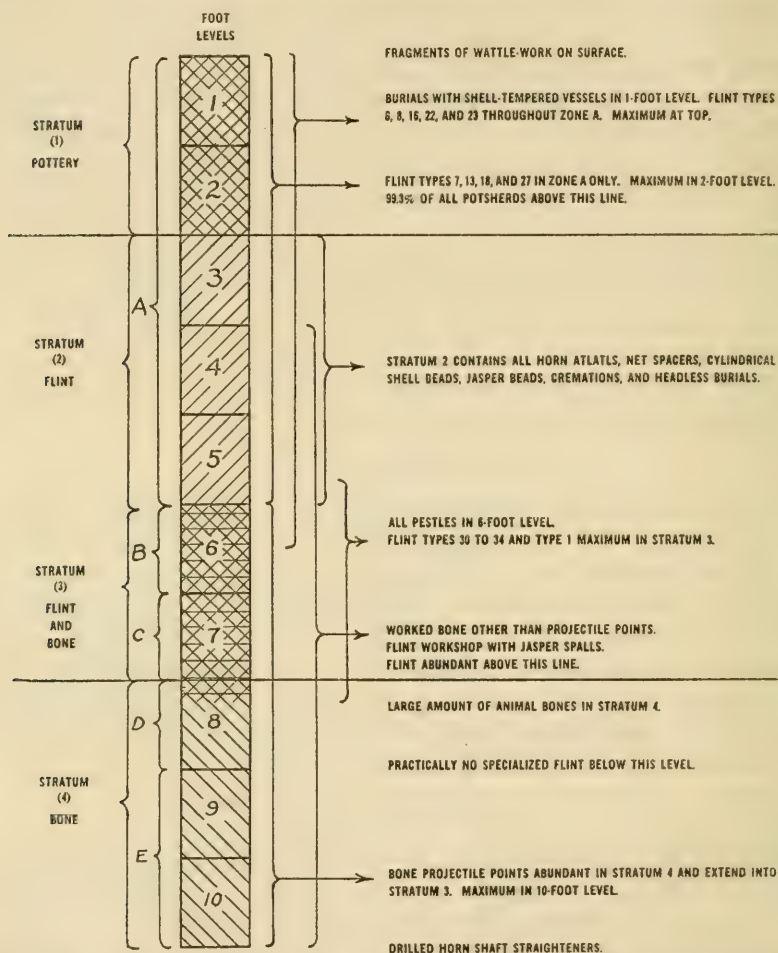 FOOT
LEVELS
FRAGMENTS OF WATTLE-WORK ON SURFACE.
1
BURIALS WITH SHELL-TEMPERED VESSELS IN 1-FOOT LEVEL. FLINT TYPES
6, 8, 16, 22, AND 23 THROUGHOUT ZONE A. MAXIMUM AT TOP.
STRATUM
(1)
POTTERY
2
FLINT TYPES 7, 13, 18, AND 27 IN ZONE A ONLY. MAXIMUM IN 2-FOOT LEVEL.
99.3% OF ALL POTSHERDS ABOVE THIS LINE.
3
A
STRATUM
(2)
FLINT
4
STRATUM 2 CONTAINS ALL HORN ATLATLS, NET SPACERS, CYLINDRICAL
SHELL BEADS, JASPER BEADS, CREMATIONS, AND HEADLESS BURIALS.
5
ALL PESTLES IN 6-FOOT LEVEL.
FLINT TYPES 30 TO 34 AND TYPE 1 MAXIMUM IN STRATUM 3.
B
6
STRATUM
(3)
FLINT
AND
BONE
C
7
WORKED BONE OTHER THAN PROJECTILE POINTS.
FLINT WORKSHOP WITH JASPER SPALLS.
FLINT ABUNDANT ABOVE THIS LINE.
LARGE AMOUNT OF ANIMAL BONES IN STRATUM 4.
D
8
PRACTICALLY NO SPECIALIZED FLINT BELOW THIS LEVEL.
STRATUM
(4)
BONE
9
E
10
BONE PROJECTILE POINTS ABUNDANT IN STRATUM 4 AND EXTEND INTO
STRATUM 3. MAXIMUM IN 10-FOOT LEVEL.
DRILLED HORN SHAFT STRAIGHTENERS.